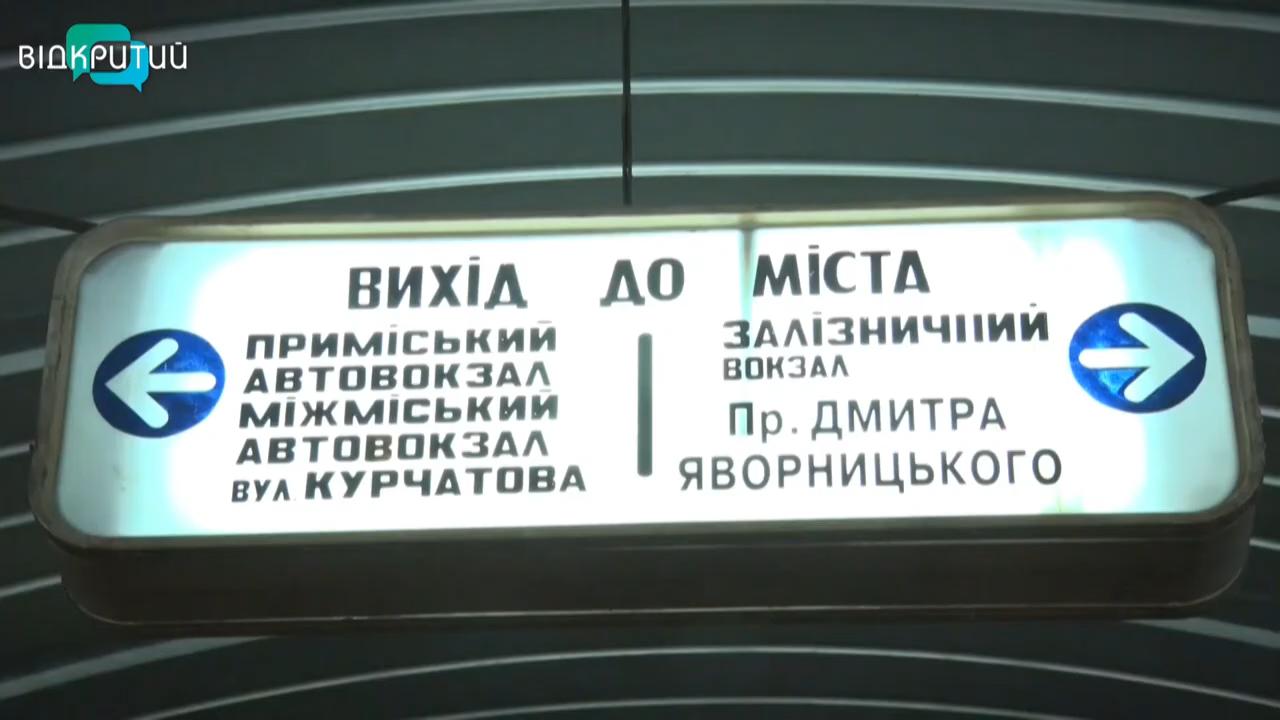 ВІДКРИТИЙ
ВИХІД ДО МІСТА
ПРИМІСЬКИЙ
АВТОВОКЗАЛ
МІЖМІСЬКИЙ
АВТОВОКЗАЛ
ВУЛ. КУРЧАТОВА
ЗАЛІЗНИЧНИЙ
ВОКЗАЛ
Пр. ДМИТРА
ЯВОРНИЦЬКОГО